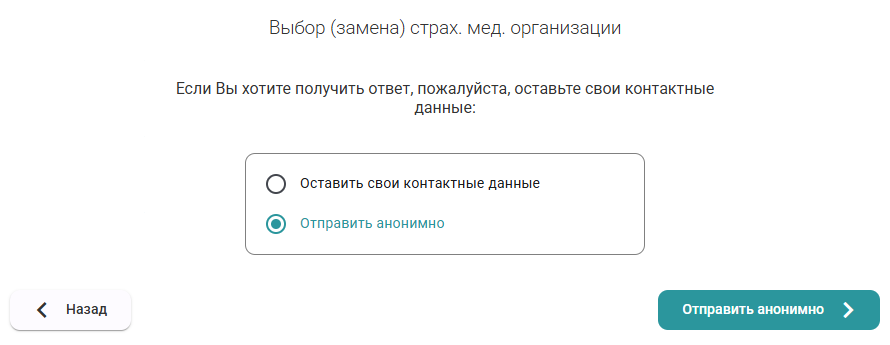 Выбор (замена) страх. мед. организации
Если Вы хотите получить ответ, пожалуйста, оставьте свои контактные
данные:
Оставить свои контактные данные
Отправить анонимно
Назад
Отправить анонимно